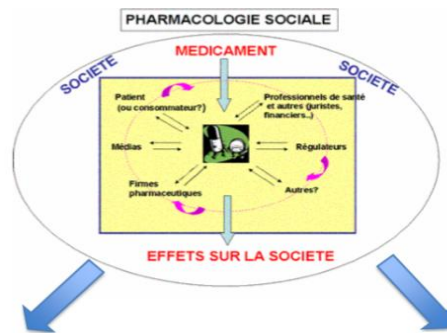 PHARMACOLOGIE SOCIALE
MEDICAMENT
SOCIETE
SOCIETE
Patient
(ou consommateur?)
Professionnels de santé
et autres (juristes,
financiers..)
Médias
Régulateurs
Firmes
pharmaceutiques
Autres?
EFFETS SUR LA SOCIETE